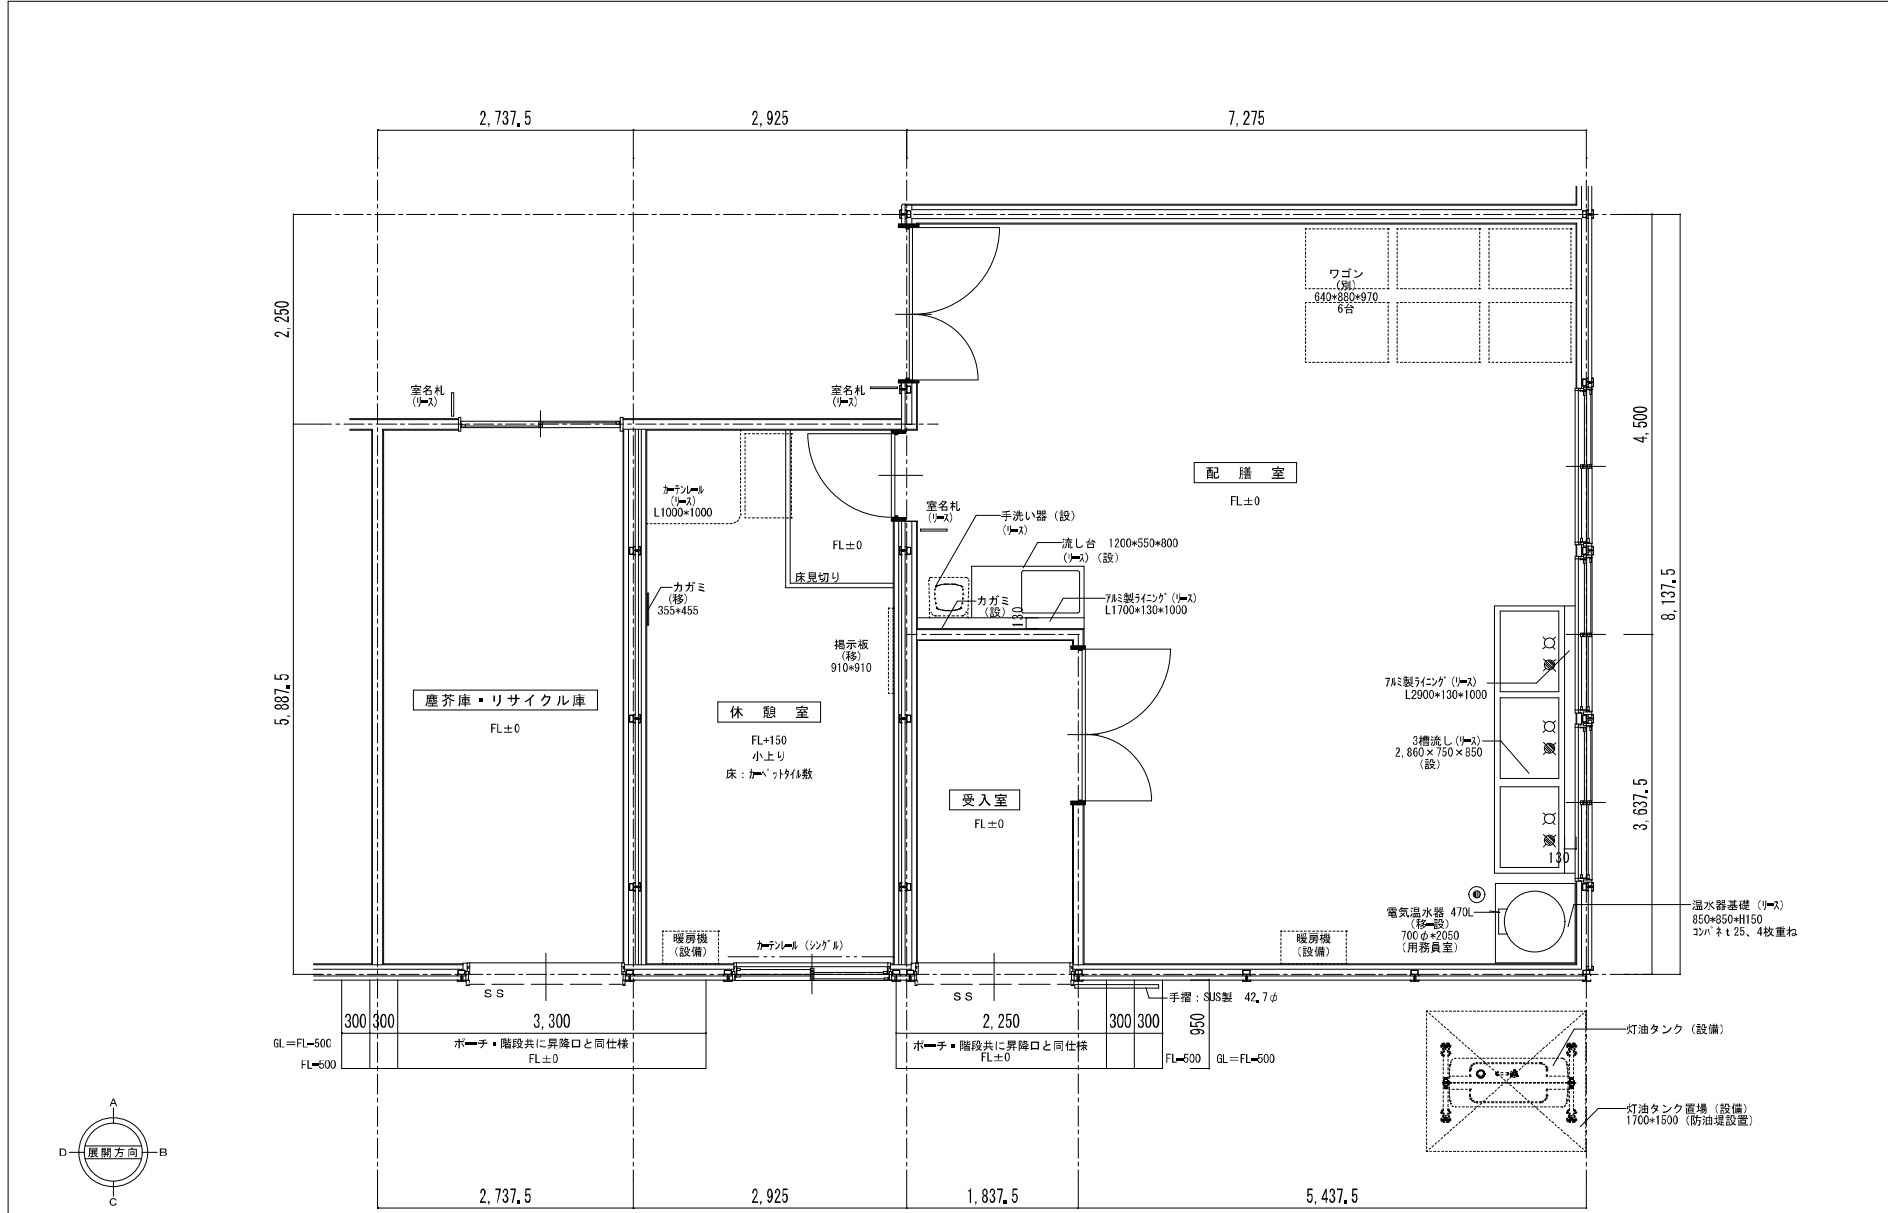 2,737.5
2,925
7,275
2,250
ワゴン
(別)
640*880*970
6台
室名札
(ﾘｰｽ)
室名札
(ﾘｰｽ)
4,500
配 膳 室
FL±0
ｶｰﾃﾝﾚｰﾙ
(ﾘｰｽ)
L1000*1000
室名札
(ﾘｰｽ)
手洗い器 (設)
(ﾘｰｽ)
流し台 1200*550*800
(ﾘｰｽ) (設)
FL±0
床見切り
カガミ
(移)
355*455
カガミ
(設)
130
ｱﾙﾐ製ﾗｲﾆﾝｸﾞ(ﾘｰｽ)
L1700*130*1000
8,137.5
掲示板
(移)
910*910
5,887.5
塵芥庫・リサイクル庫
FL±0
休 憩 室
FL+150
小上り
床：ｶｰﾍﾟｯﾄﾀｲﾙ敷
ｱﾙﾐ製ﾗｲﾆﾝｸﾞ(ﾘｰｽ)
L2900*130*1000
3槽流し(ﾘｰｽ)
2,860×750×850
(設)
受入室
FL±0
3,637.5
130
電気温水器 470L
(移設)
700φ*2050
(用務員室)
温水器基礎 (ﾘｰｽ)
850*850*H150
ｺﾝﾊﾟﾈt25、4枚重ね
暖房機
(設備)
ｶｰﾃﾝﾚｰﾙ (ｼﾝｸﾞﾙ)
暖房機
(設備)
SS
SS
手摺：SUS製 42.7φ
300
300
3,300
2,250
300
300
950
GL=FL-500
ポーチ・階段共に昇降口と同仕様
FL±0
FL-500
ポーチ・階段共に昇降口と同仕様
FL±0
FL-500
GL=FL-500
灯油タンク (設備)
灯油タンク置場 (設備)
1700*1500 (防油堤設置)
A
D
展開方向
B
C
2,737.5
2,925
1,837.5
5,437.5